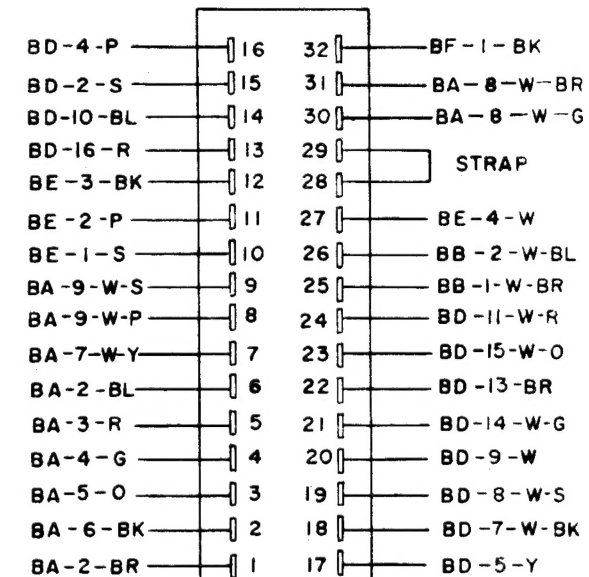 BD-4-P 16 32 BF-1-BK
BD-2-S 15 31 BA-8-W-BR
BD-10-BL 14 30 BA-8-W-G
BD-16-R 13 29
STRAP
BE-3-BK 12 28
BE-2-P 11 27 BE-4-W
BE-1-S 10 26 BB-2-W-BL
BA-9-W-S 9 25 BB-1-W-BR
BA-9-W-P 8 24 BD-11-W-R
BA-7-W-Y 7 23 BD-15-W-O
BA-2-BL 6 22 BD-13-BR
BA-3-R 5 21 BD-14-W-G
BA-4-G 4 20 BD-9-W
BA-5-O 3 19 BD-8-W-S
BA-6-BK 2 18 BD-7-W-BK
BA-2-BR 1 17 BD-5-Y